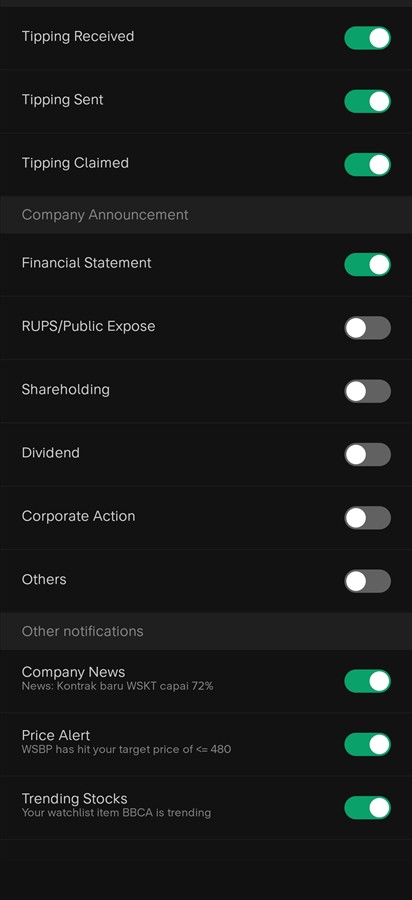 Tipping Received
Tipping Sent
Tipping Claimed
Company Announcement
Financial Statement
RUPS/Public Expose
Shareholding
Dividend
Corporate Action
Others
Other notifications
Company News
News: Kontrak baru WSKT capai 72%
Price Alert
WSBP has hit your target price of <= 480
Trending Stocks
Your watchlist item BBCA is trending